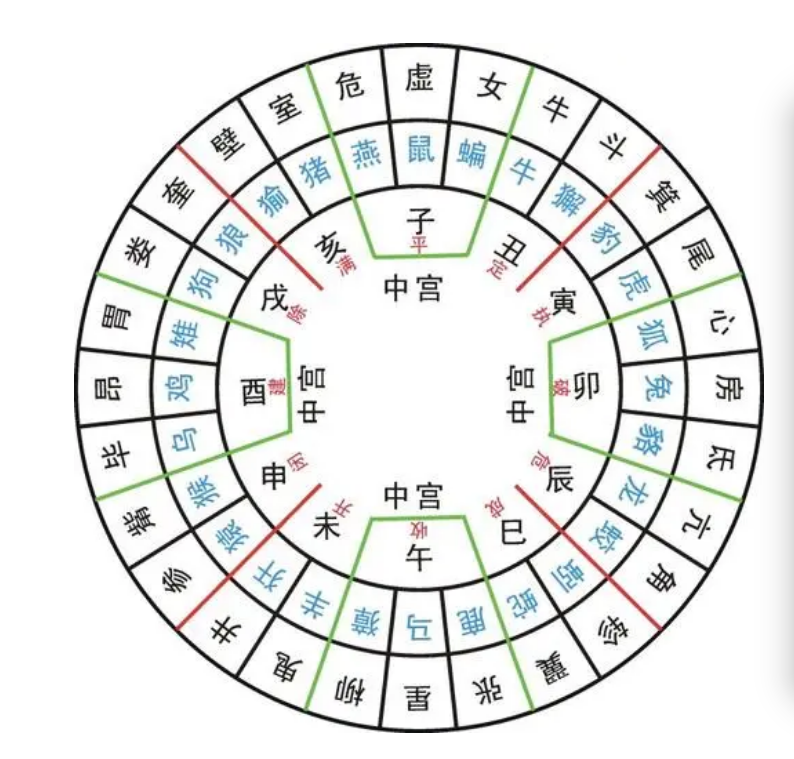 虚
女
牛
斗
箕
尾
心
房
氏
亢
角
轸
翼
张
星
柳
鬼
井
参
觜
毕
昴
胃
娄
奎
壁
室
危
鼠
蝙
牛
獬
豹
虎
狐
兔
貉
龙
蛟
蚓
蛇
鹿
马
獐
羊
犴
猿
猴
乌
鸡
雉
狗
狼
猪
燕
子
丑
寅
卯
辰
巳
午
未
申
酉
戌
亥
平
定
执
破
危
成
收
开
闭
建
除
满
中宫
中宫
中宫
中宫